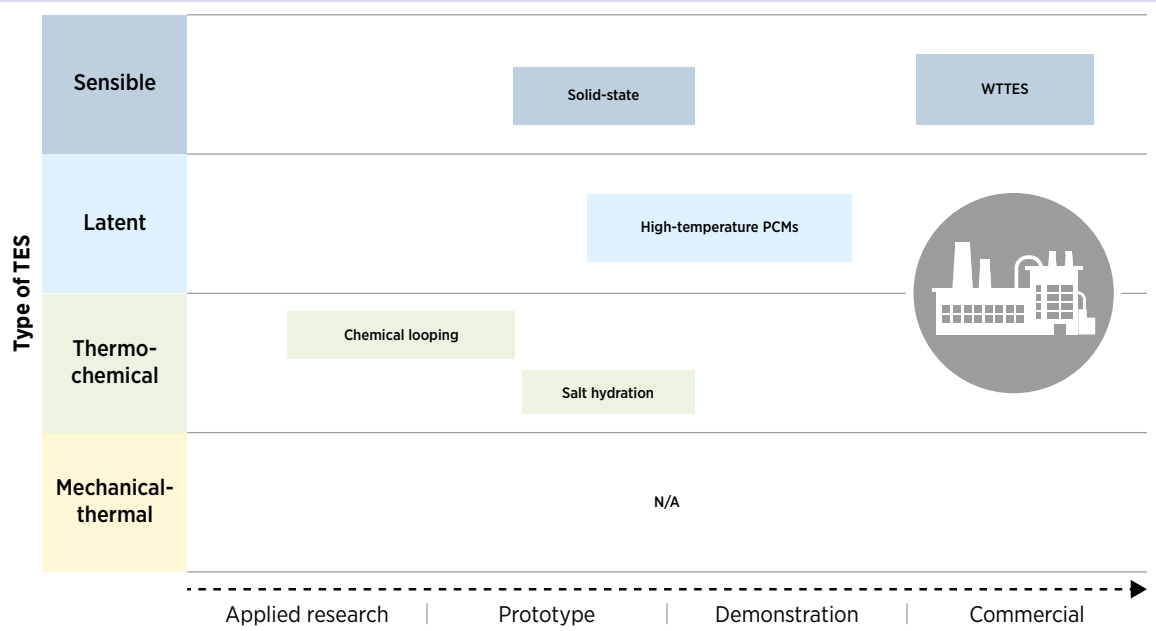 Type of TES
Sensible
Solid-state
WTTES
Latent
High-temperature PCMs
Thermo-
chemical
Chemical looping
Salt hydration
Mechanical-
thermal
N/A
Applied research
Prototype
Demonstration
Commercial